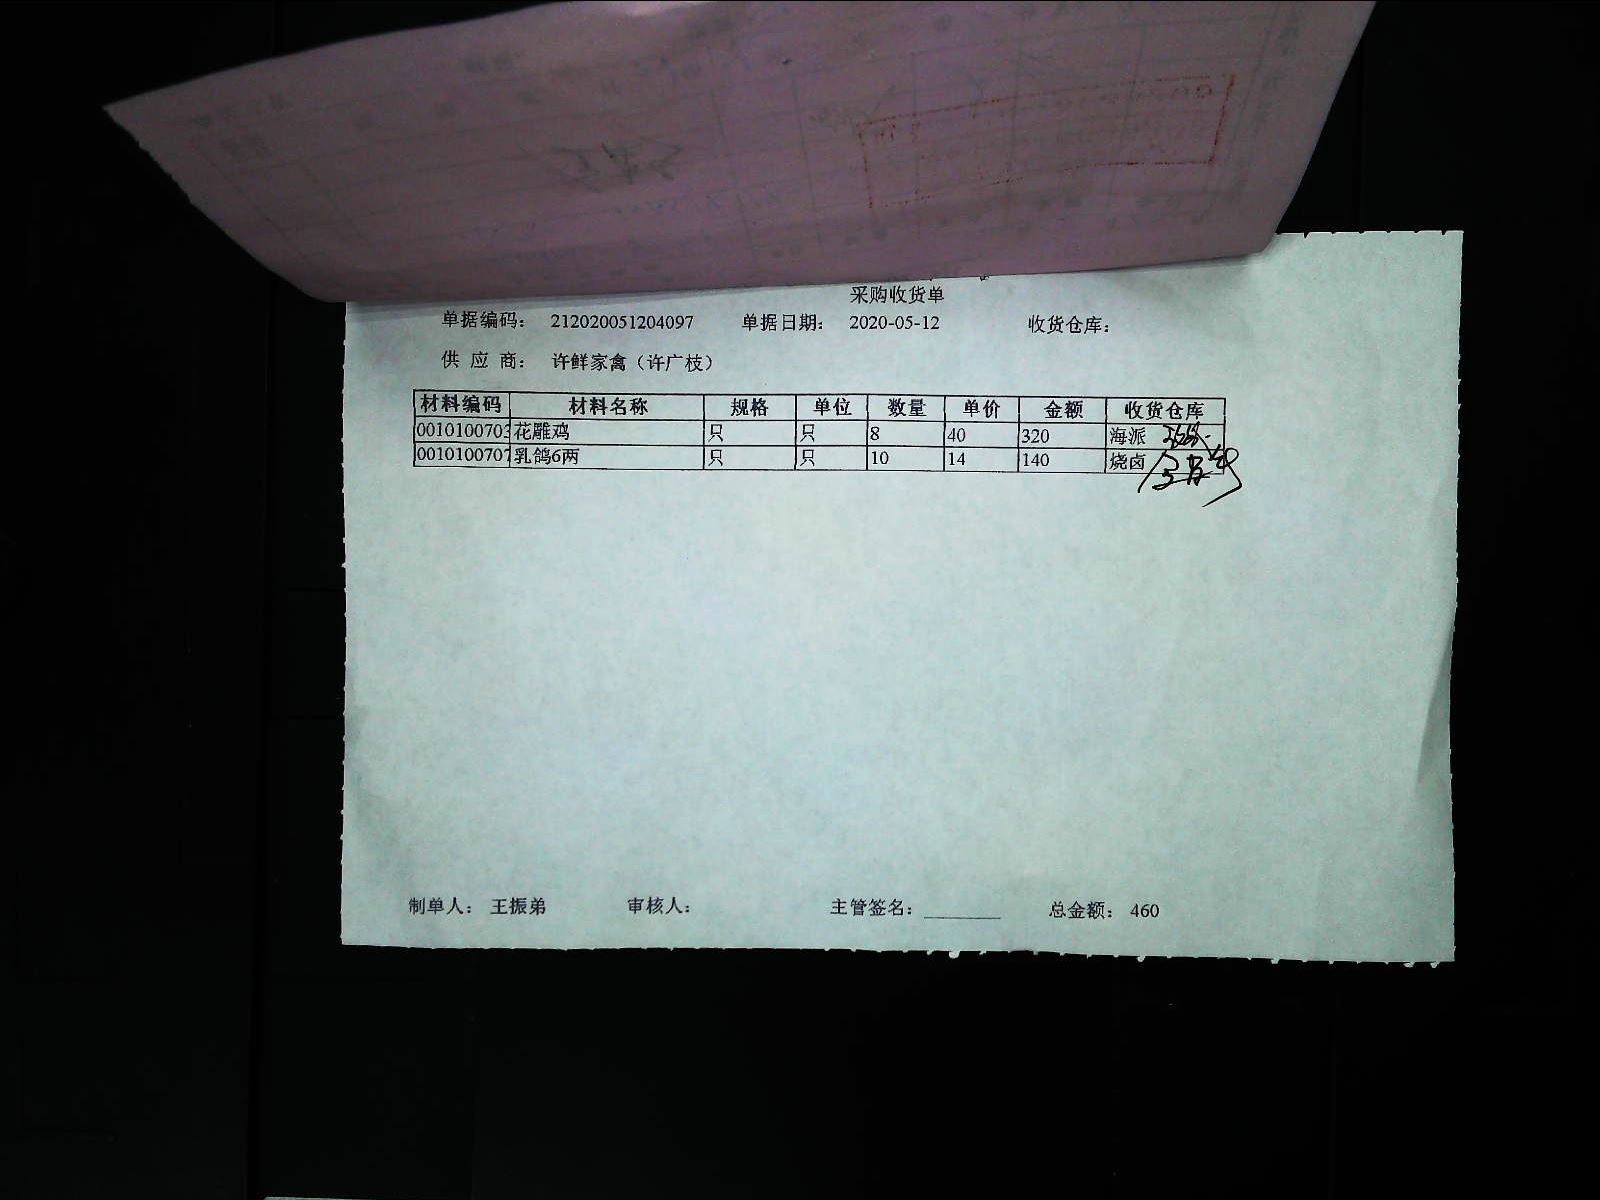 采购收货单
单据编码： 212020051204097 单据日期： 2020-05-12 收货仓库：
供 应 商： 许鲜家禽（许广枝）
材料编码 材料名称 规格 单位 数量 单价 金额 收货仓库
0010100703 花雕鸡 只 只 8 40 320 海派
0010100707 乳鸽6两 只 只 10 14 140 烧卤
制单人： 王振弟 审核人： 主管签名： 总金额： 460